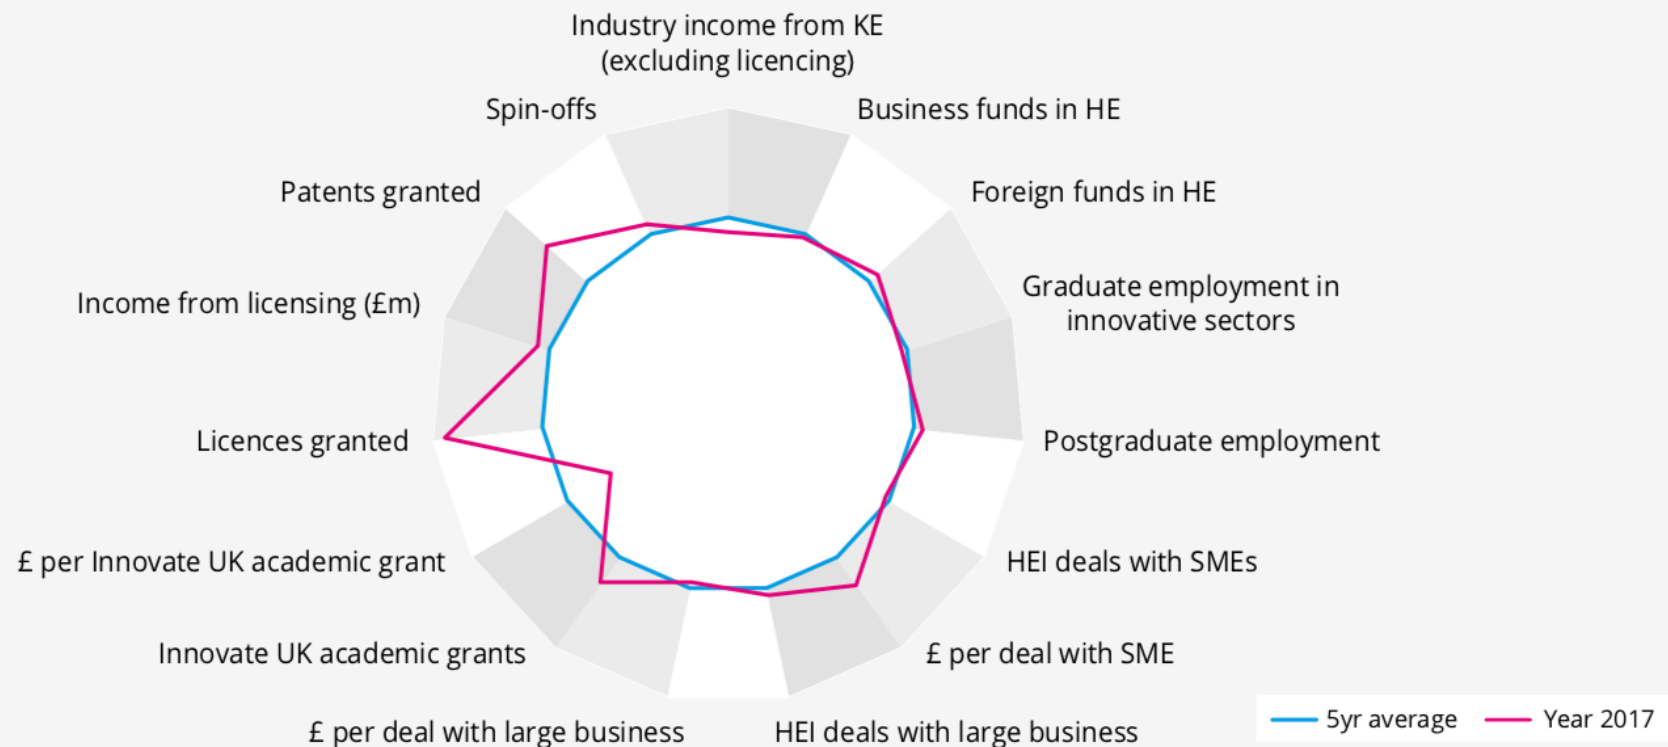 Industry income from KE
(excluding licencing)
Spin-offs
Business funds in HE
Patents granted
Foreign funds in HE
Income from licensing (£m)
Graduate employment in
innovative sectors
Licences granted
Postgraduate employment
£ per Innovate UK academic grant
HEI deals with SMEs
Innovate UK academic grants
£ per deal with SME
£ per deal with large business
HEI deals with large business
5yr average
Year 2017